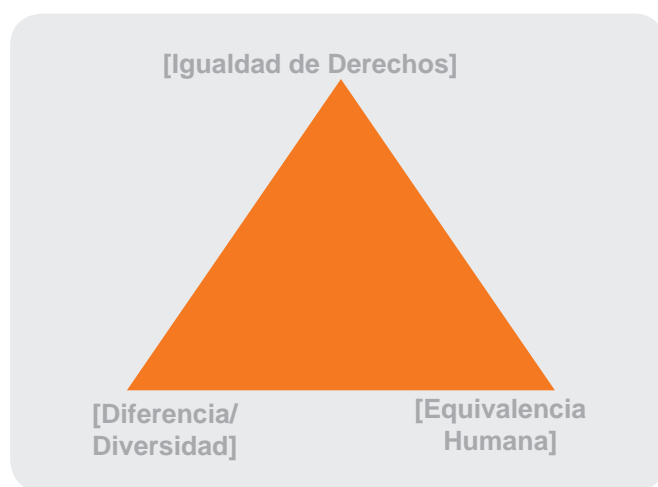 [Igualdad de Derechos]
[Diferencia/
Diversidad]
[Equivalencia
Humana]